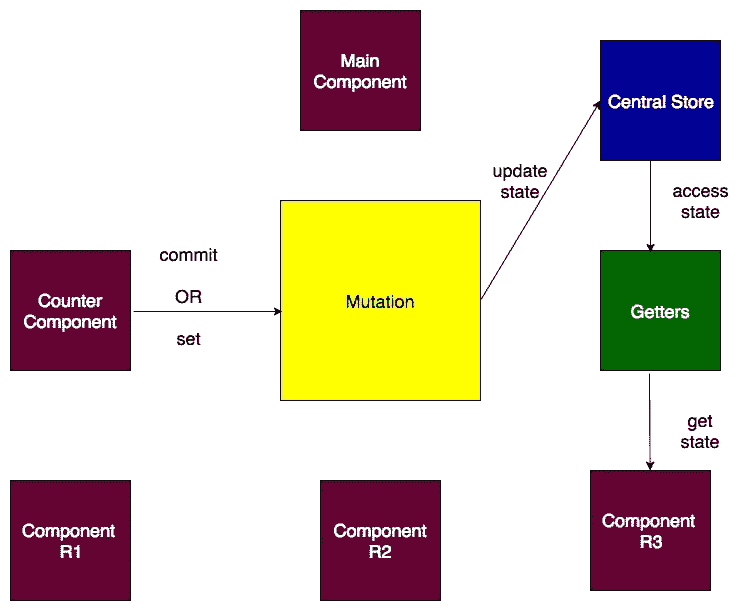 Main
Component
Central Store
update
state
access
state
commit
OR
set
Counter
Component
Mutation
Getters
get
state
Component
R1
Component
R2
Component
R3